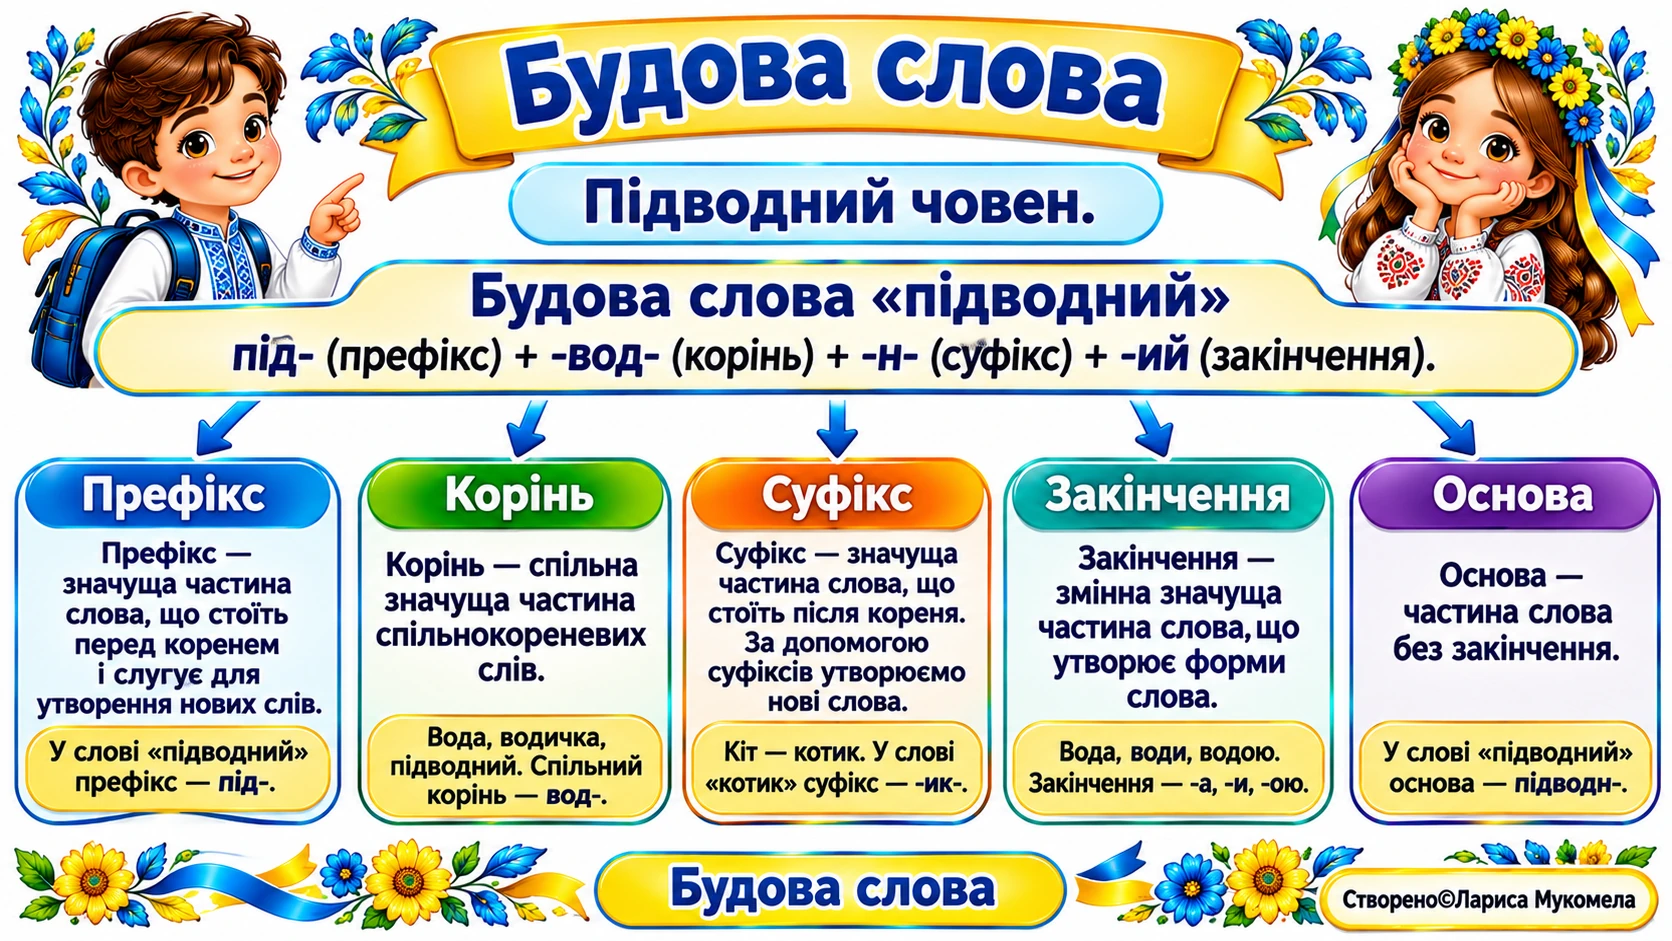 Будова слова
Підводний човен.
Будова слова «підводний»
під- (префікс) + -вод- (корінь) + -н- (суфікс) + -ий (закінчення).
Префікс
Префікс —
значуща частина
слова, що стоїть
перед коренем
і слугує для
утворення нових слів.
У слові «підводний»
префікс — під-.
Корінь
Корінь — спільна
значуща частина
спільнокореневих
слів.
Вода, водичка,
підводний. Спільний
корінь — вод-.
Суфікс
Суфікс — значуща
частина слова, що
стоїть після кореня.
За допомогою
суфіксів утворюємо
нові слова.
Кіт — котик. У слові
«котик» суфікс — -ик-.
Закінчення
Закінчення —
змінна значуща
частина слова, що
утворює форми
слова.
Вода, води, водою.
Закінчення — -а, -и, -ою.
Основа
Основа —
частина слова
без закінчення.
У слові «підводний»
основа — підводн-.
Будова слова
Створено©Лариса Мукомела